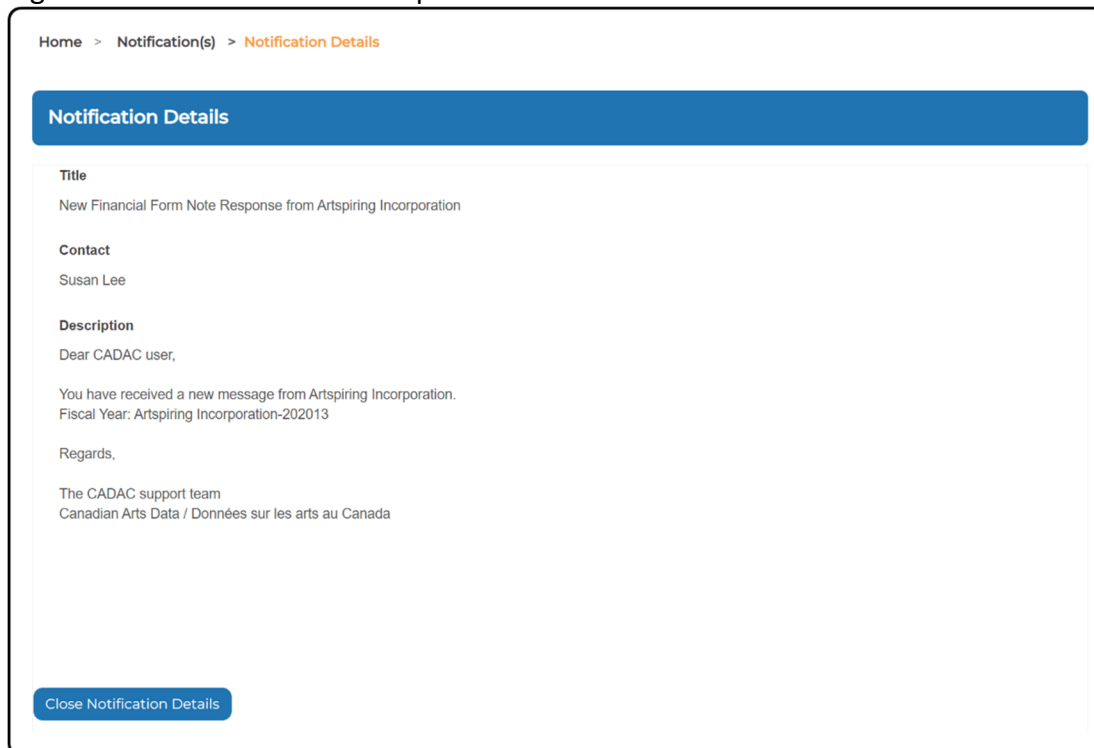 Home > Notification(s) > Notification Details
Notification Details
Title
New Financial Form Note Response from Artspiring Incorporation
Contact
Susan Lee
Description
Dear CADAC user,
You have received a new message from Artspiring Incorporation.
Fiscal Year: Artspiring Incorporation-202013
Regards,
The CADAC support team
Canadian Arts Data / Données sur les arts au Canada
Close Notification Details